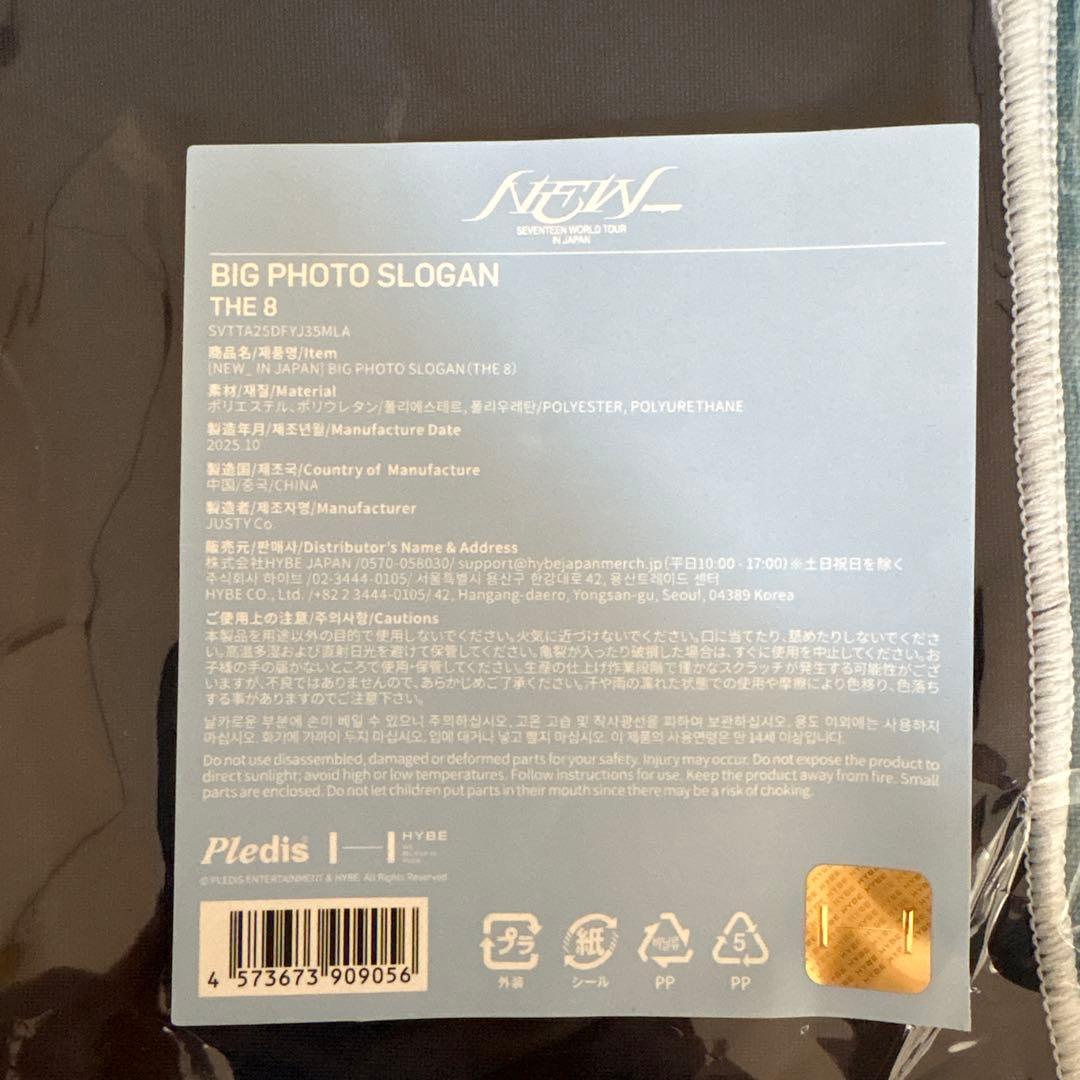 NEW_
SEVENTEEN WORLD TOUR
IN JAPAN
BIG PHOTO SLOGAN
THE 8
SVTTA25DFYJ35MLA
商品名/제품명/Item
[NEW_ IN JAPAN] BIG PHOTO SLOGAN(THE 8)
素材/재질/Material
ポリエステル、ポリウレタン/폴리에스테르, 폴리우레탄/POLYESTER, POLYURETHANE
製造年月/제조년월/Manufacture Date
2025.10
製造国/제조국/Country of Manufacture
中国/중국/CHINA
製造者/제조자명/Manufacturer
JUSTY Co.
販売元/판매사/Distributor's Name & Address
株式会社HYBE JAPAN /0570-058030/ support@hybejapanmerch.jp (平日10:00 - 17:00) ※土日祝日を除く
주식회사 하이브 /02-3444-0105/ 서울특별시 용산구 한강대로 42, 용산트레이드 센터
HYBE CO., Ltd. /+82 2 3444-0105/ 42, Hangang-daero, Yongsan-gu, Seoul, 04389 Korea
ご使用上の注意/주의사항/Cautions
本製品を用途以外の目的で使用しないでください。火気に近づけないでください。口に当てたり、舐めたりしないでくださ
い。高温多湿および直射日光を避けて保管してください。亀裂が入ったり破損した場合は、すぐに使用を中止してください。お
子様の手の届かないところで使用・保管してください。生産の仕上げ作業段階で僅かなスクラッチが発生する可能性がござ
いますが、不良ではありませんので、あらかじめご了承ください。汗や雨の濡れた状態での使用や摩擦により色移り、色落ち
する事がありますのでご注意下さい。
날카로운 부분에 손이 베일 수 있으니 주의하십시오. 고온 고습 및 직사광선을 피하며 보관하십시오. 용도 이외에는 사용하지
마십시오. 화기에 가까이 두지 마십시오. 입에 대거나 넣고 빨지 마십시오. 이 제품의 사용연령은 만 14세 이상입니다.
Do not use disassembled, damaged or deformed parts for your safety. Injury may occur. Do not expose the product to
direct sunlight; avoid high or low temperatures. Follow instructions for use. Keep the product away from fire. Small
parts are enclosed. Do not let children put parts in their mouth since there may be a risk of choking.
Pledis
HYBE
© PLEDIS ENTERTAINMENT & HYBE. All Rights Reserved
4 573673 909056
プラ
外装
紙
シール
비닐류
PP
5
PP
HYBE